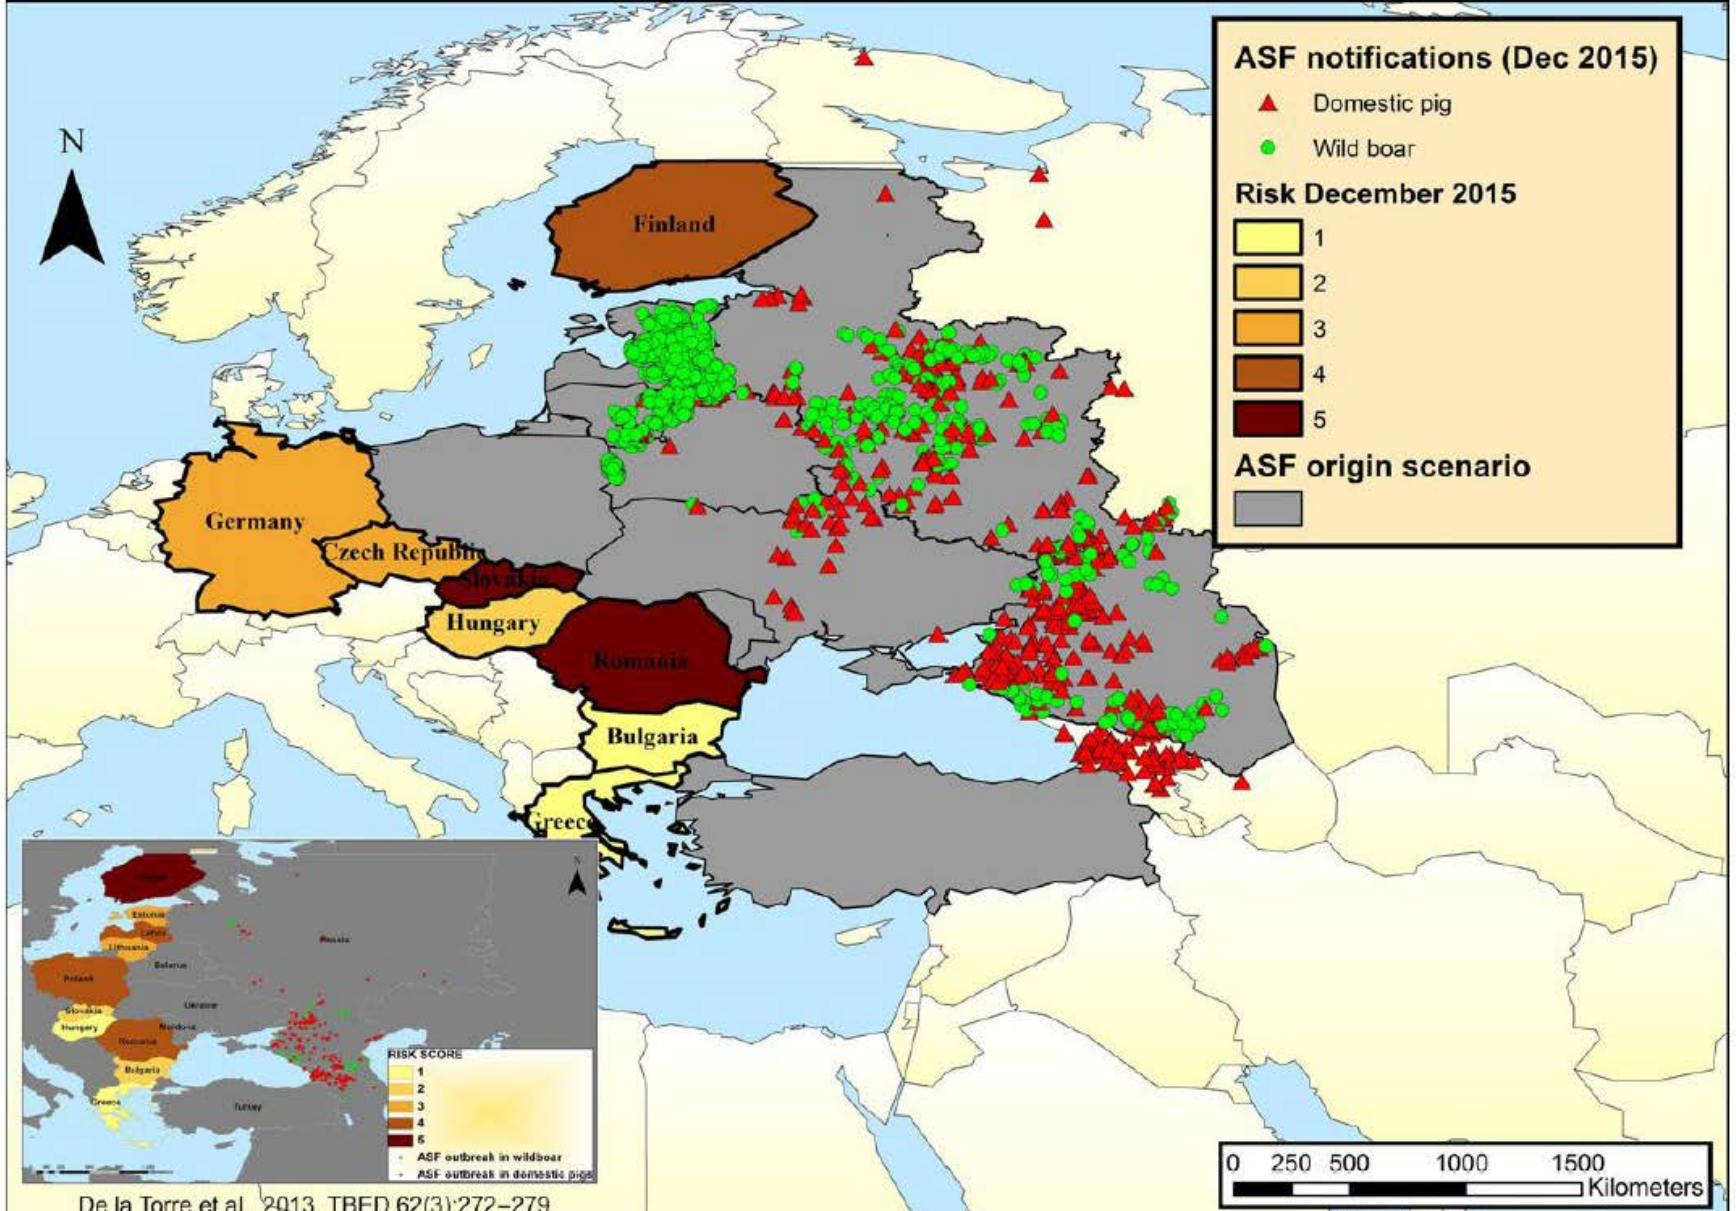 ASF notifications (Dec 2015)
Domestic pig
Wild boar
Risk December 2015
1
2
3
4
5
ASF origin scenario
N
Finland
Germany
Czech Republic
Slovakia
Hungary
Romania
Bulgaria
Greece
N
Estonia
Latvia
Lithuania
Russia
Belarus
Poland
Ukraine
Slovakia
Hungary
Moldova
Romania
Bulgaria
Greece
Turkey
RISK SCORE
1
2
3
4
5
ASF outbreak in wildboar
ASF outbreak in domestic pigs
0 250 500 1000 1500
Kilometers
De la Torre et al., 2013. TBED 62(3):272–279